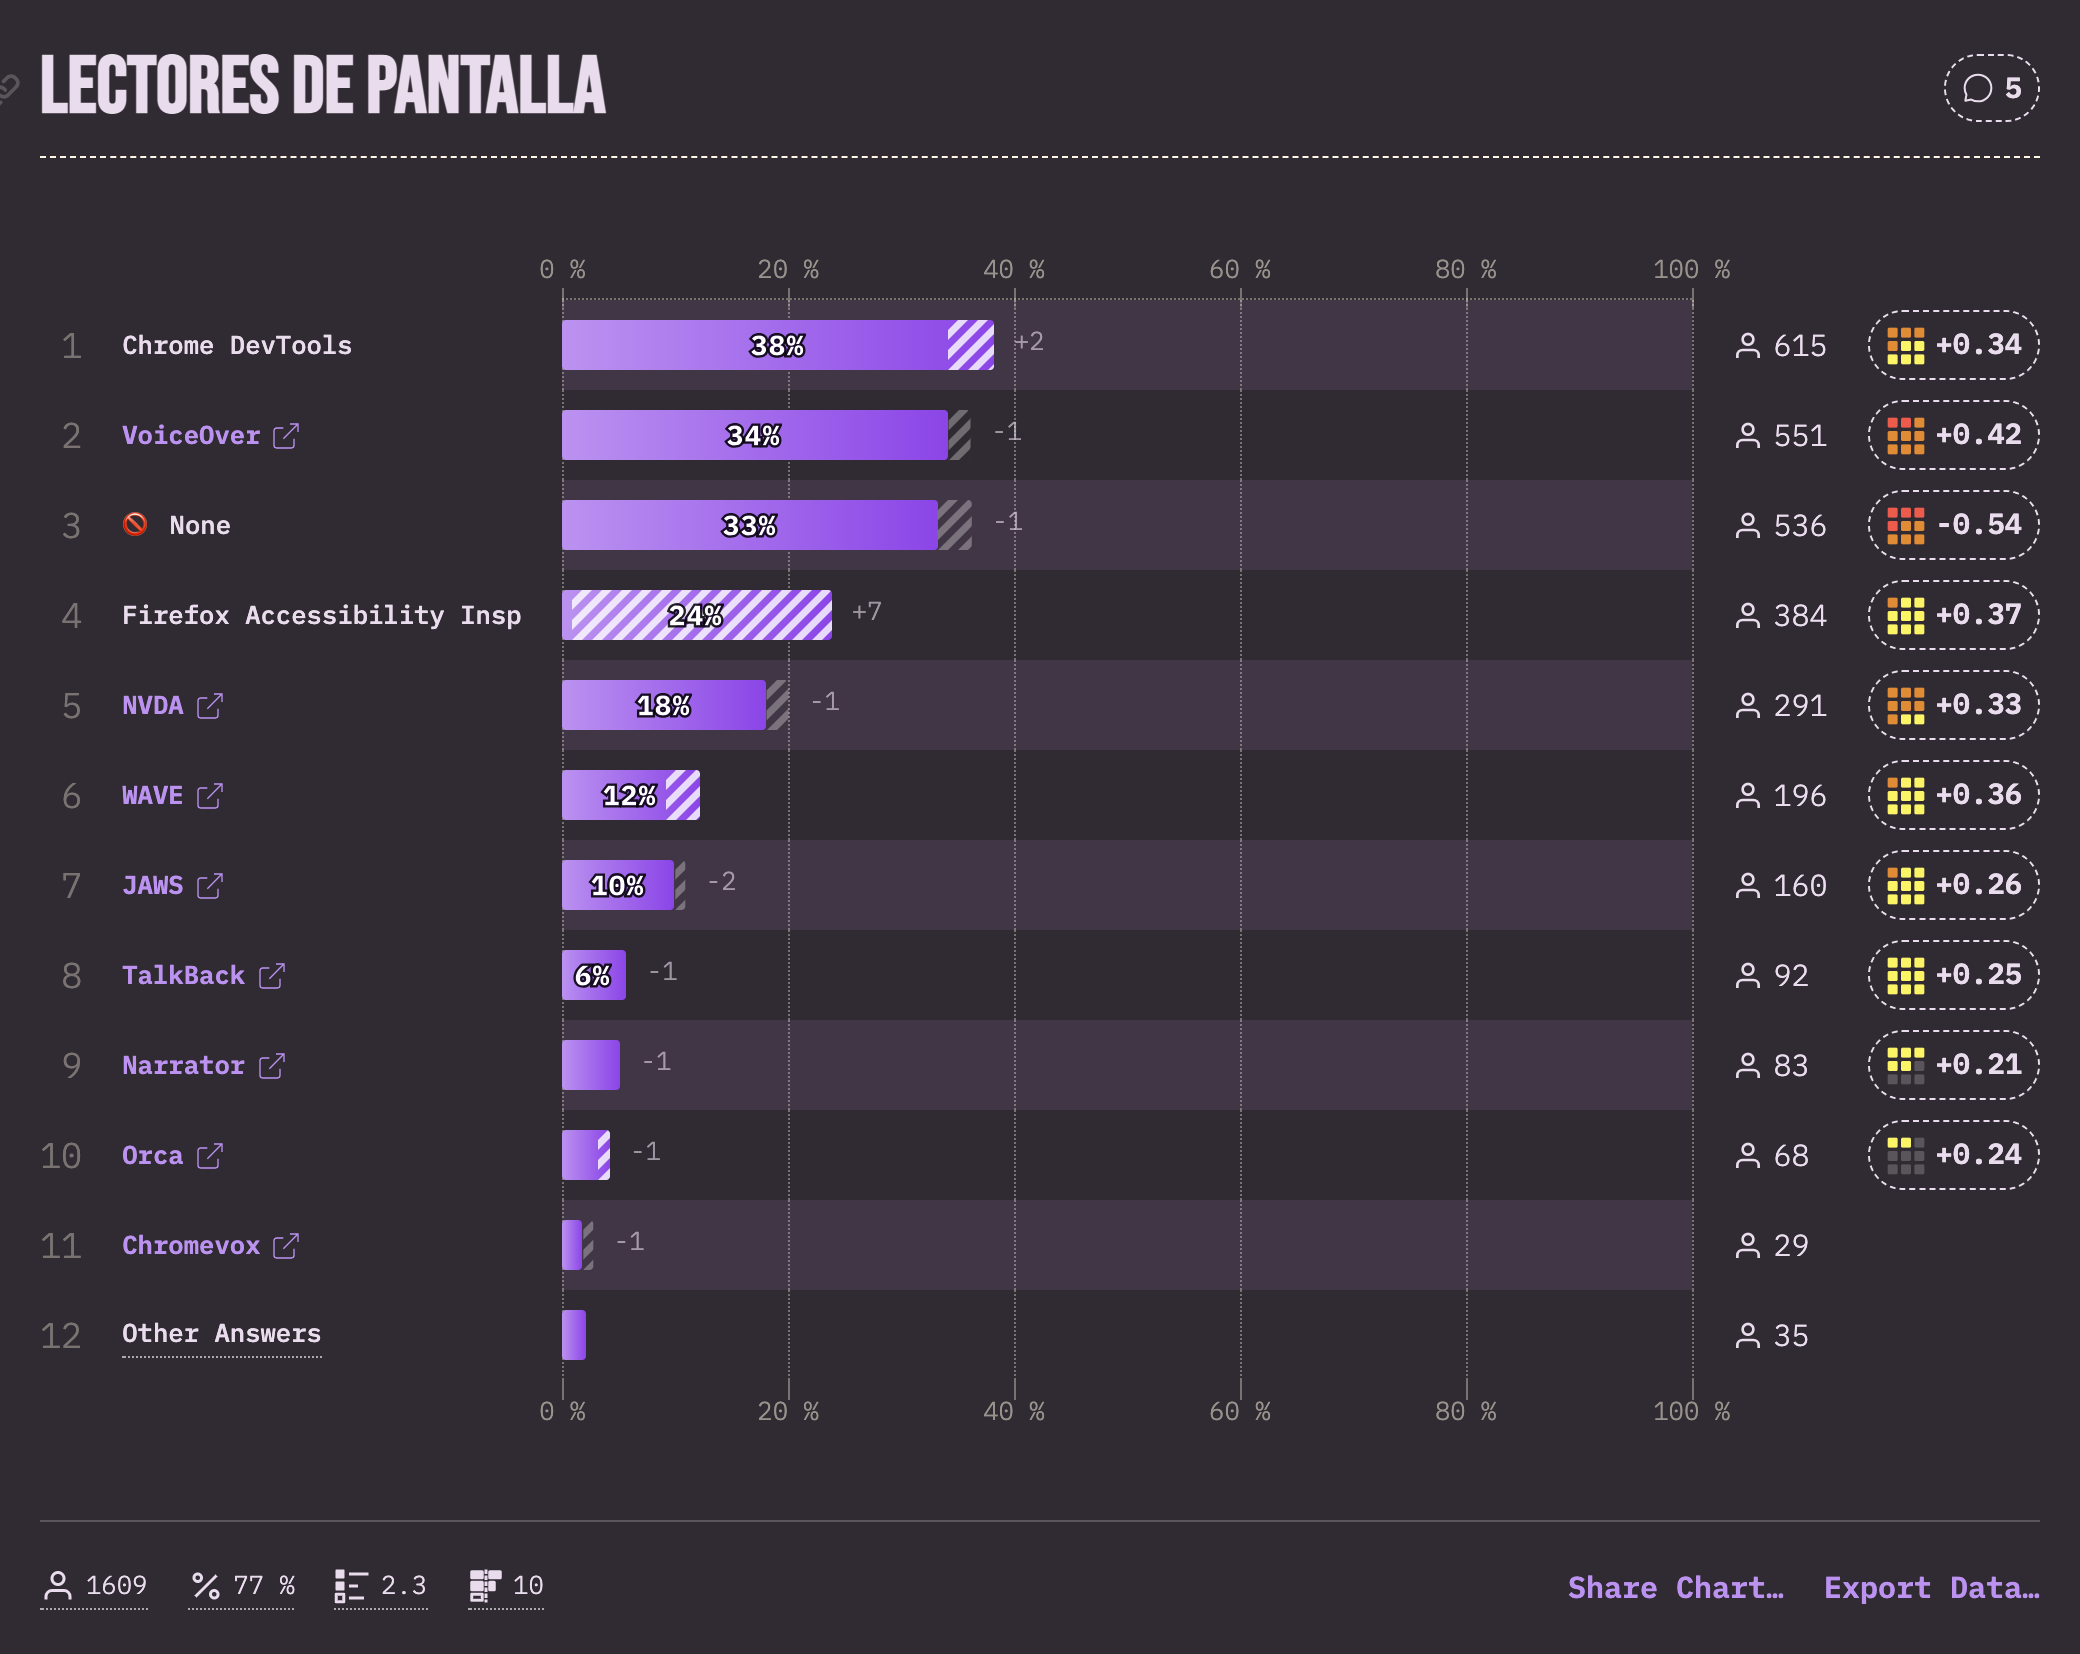 LECTORES DE PANTALLA
5
0 % 20 % 40 % 60 % 80 % 100 %
1 Chrome DevTools 38% +2 615 +0.34
2 VoiceOver 34% -1 551 +0.42
3 None 33% -1 536 -0.54
4 Firefox Accessibility Insp 24% +7 384 +0.37
5 NVDA 18% -1 291 +0.33
6 WAVE 12% 196 +0.36
7 JAWS 10% -2 160 +0.26
8 TalkBack 6% -1 92 +0.25
9 Narrator -1 83 +0.21
10 Orca -1 68 +0.24
11 Chromevox -1 29
12 Other Answers 35
0 % 20 % 40 % 60 % 80 % 100 %
1609 77 % 2.3 10 Share Chart… Export Data…